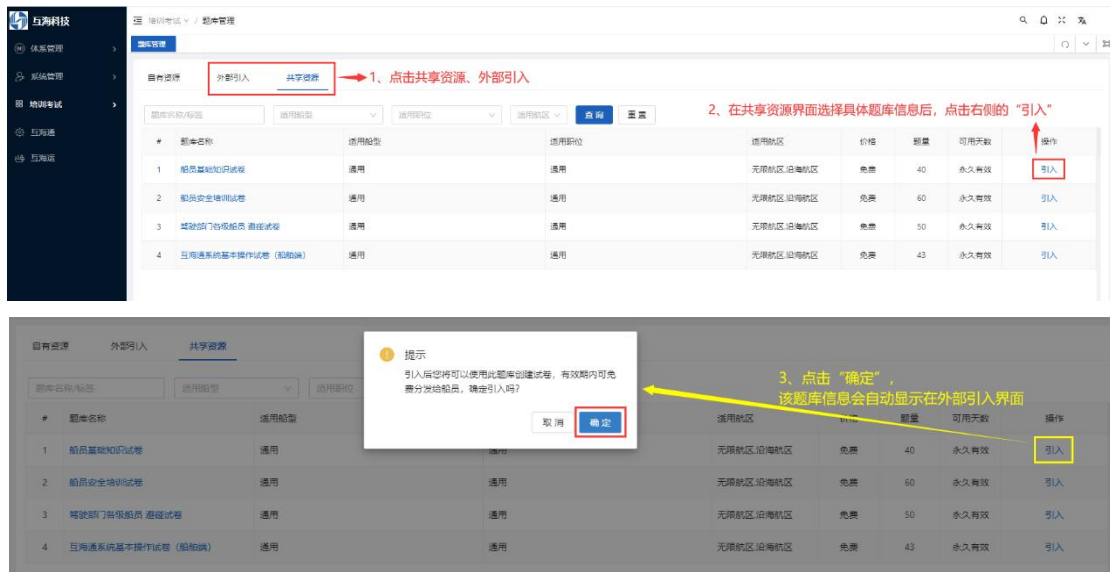 互海科技
培训考试 / 题库管理
体系管理
系统管理
培训考试
互海通
互海运
题库管理
自有资源 外部引入 共享资源
1、点击共享资源、外部引入
2、在共享资源界面选择具体题库信息后，点击右侧的“引入”
题库名称/标签 适用船型 适用职位 适用航区 查询 重置
# 题库名称 适用船型 适用职位 适用航区 价格 题量 可用天数 操作
1 船员基础知识试卷 通用 通用 无限航区,沿海航区 免费 40 永久有效 引入
2 船员安全培训试卷 通用 通用 无限航区,沿海航区 免费 60 永久有效 引入
3 驾驶部门各级船员 避碰试卷 通用 通用 无限航区,沿海航区 免费 50 永久有效 引入
4 互海通系统基本操作试卷（船舶端） 通用 通用 无限航区,沿海航区 免费 43 永久有效 引入
自有资源 外部引入 共享资源
提示
引入后您将可以使用此题库创建试卷，有效期内可免
费分发给船员，确定引入吗？
取消 确定
3、点击“确定”，
该题库信息会自动显示在外部引入界面
题库名称/标签 适用船型 适用职位
# 题库名称 适用船型 适用航区 价格 题量 可用天数 操作
1 船员基础知识试卷 通用 通用 无限航区,沿海航区 免费 40 永久有效 引入
2 船员安全培训试卷 通用 通用 无限航区,沿海航区 免费 60 永久有效 引入
3 驾驶部门各级船员 避碰试卷 通用 通用 无限航区,沿海航区 免费 50 永久有效 引入
4 互海通系统基本操作试卷（船舶端） 通用 通用 无限航区,沿海航区 免费 43 永久有效 引入